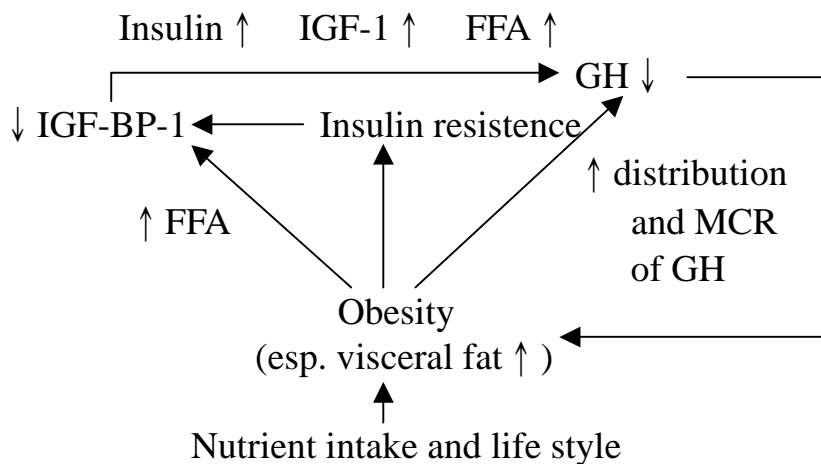 Insulin ↑ IGF-1 ↑ FFA ↑
GH ↓
↓ IGF-BP-1
Insulin resistence
↑ distribution
and MCR
of GH
↑ FFA
Obesity
(esp. visceral fat ↑ )
Nutrient intake and life style